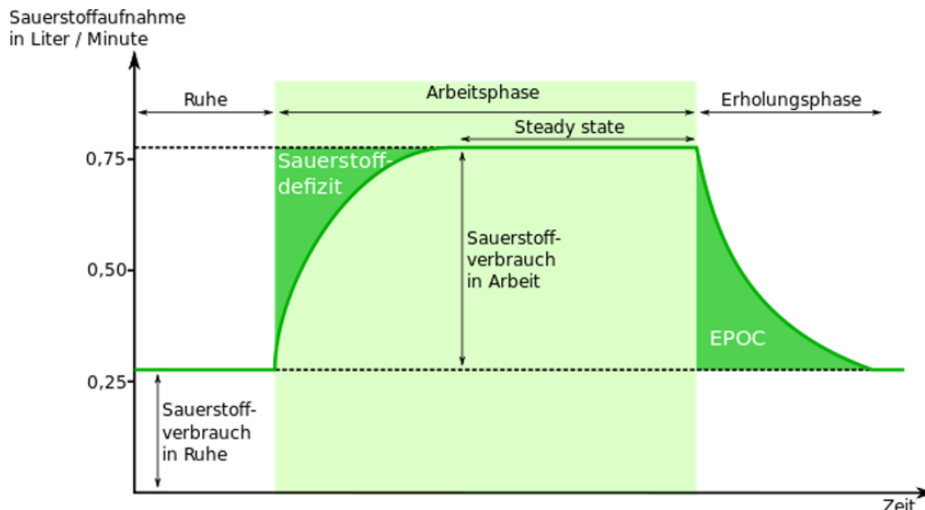 Sauerstoffaufnahme
in Liter / Minute
Ruhe
Arbeitsphase
Erholungsphase
Steady state
0,75
Sauerstoff-
defizit
Sauerstoff-
verbrauch
in Arbeit
0,50
EPOC
0,25
Sauerstoff-
verbrauch
in Ruhe
Zeit